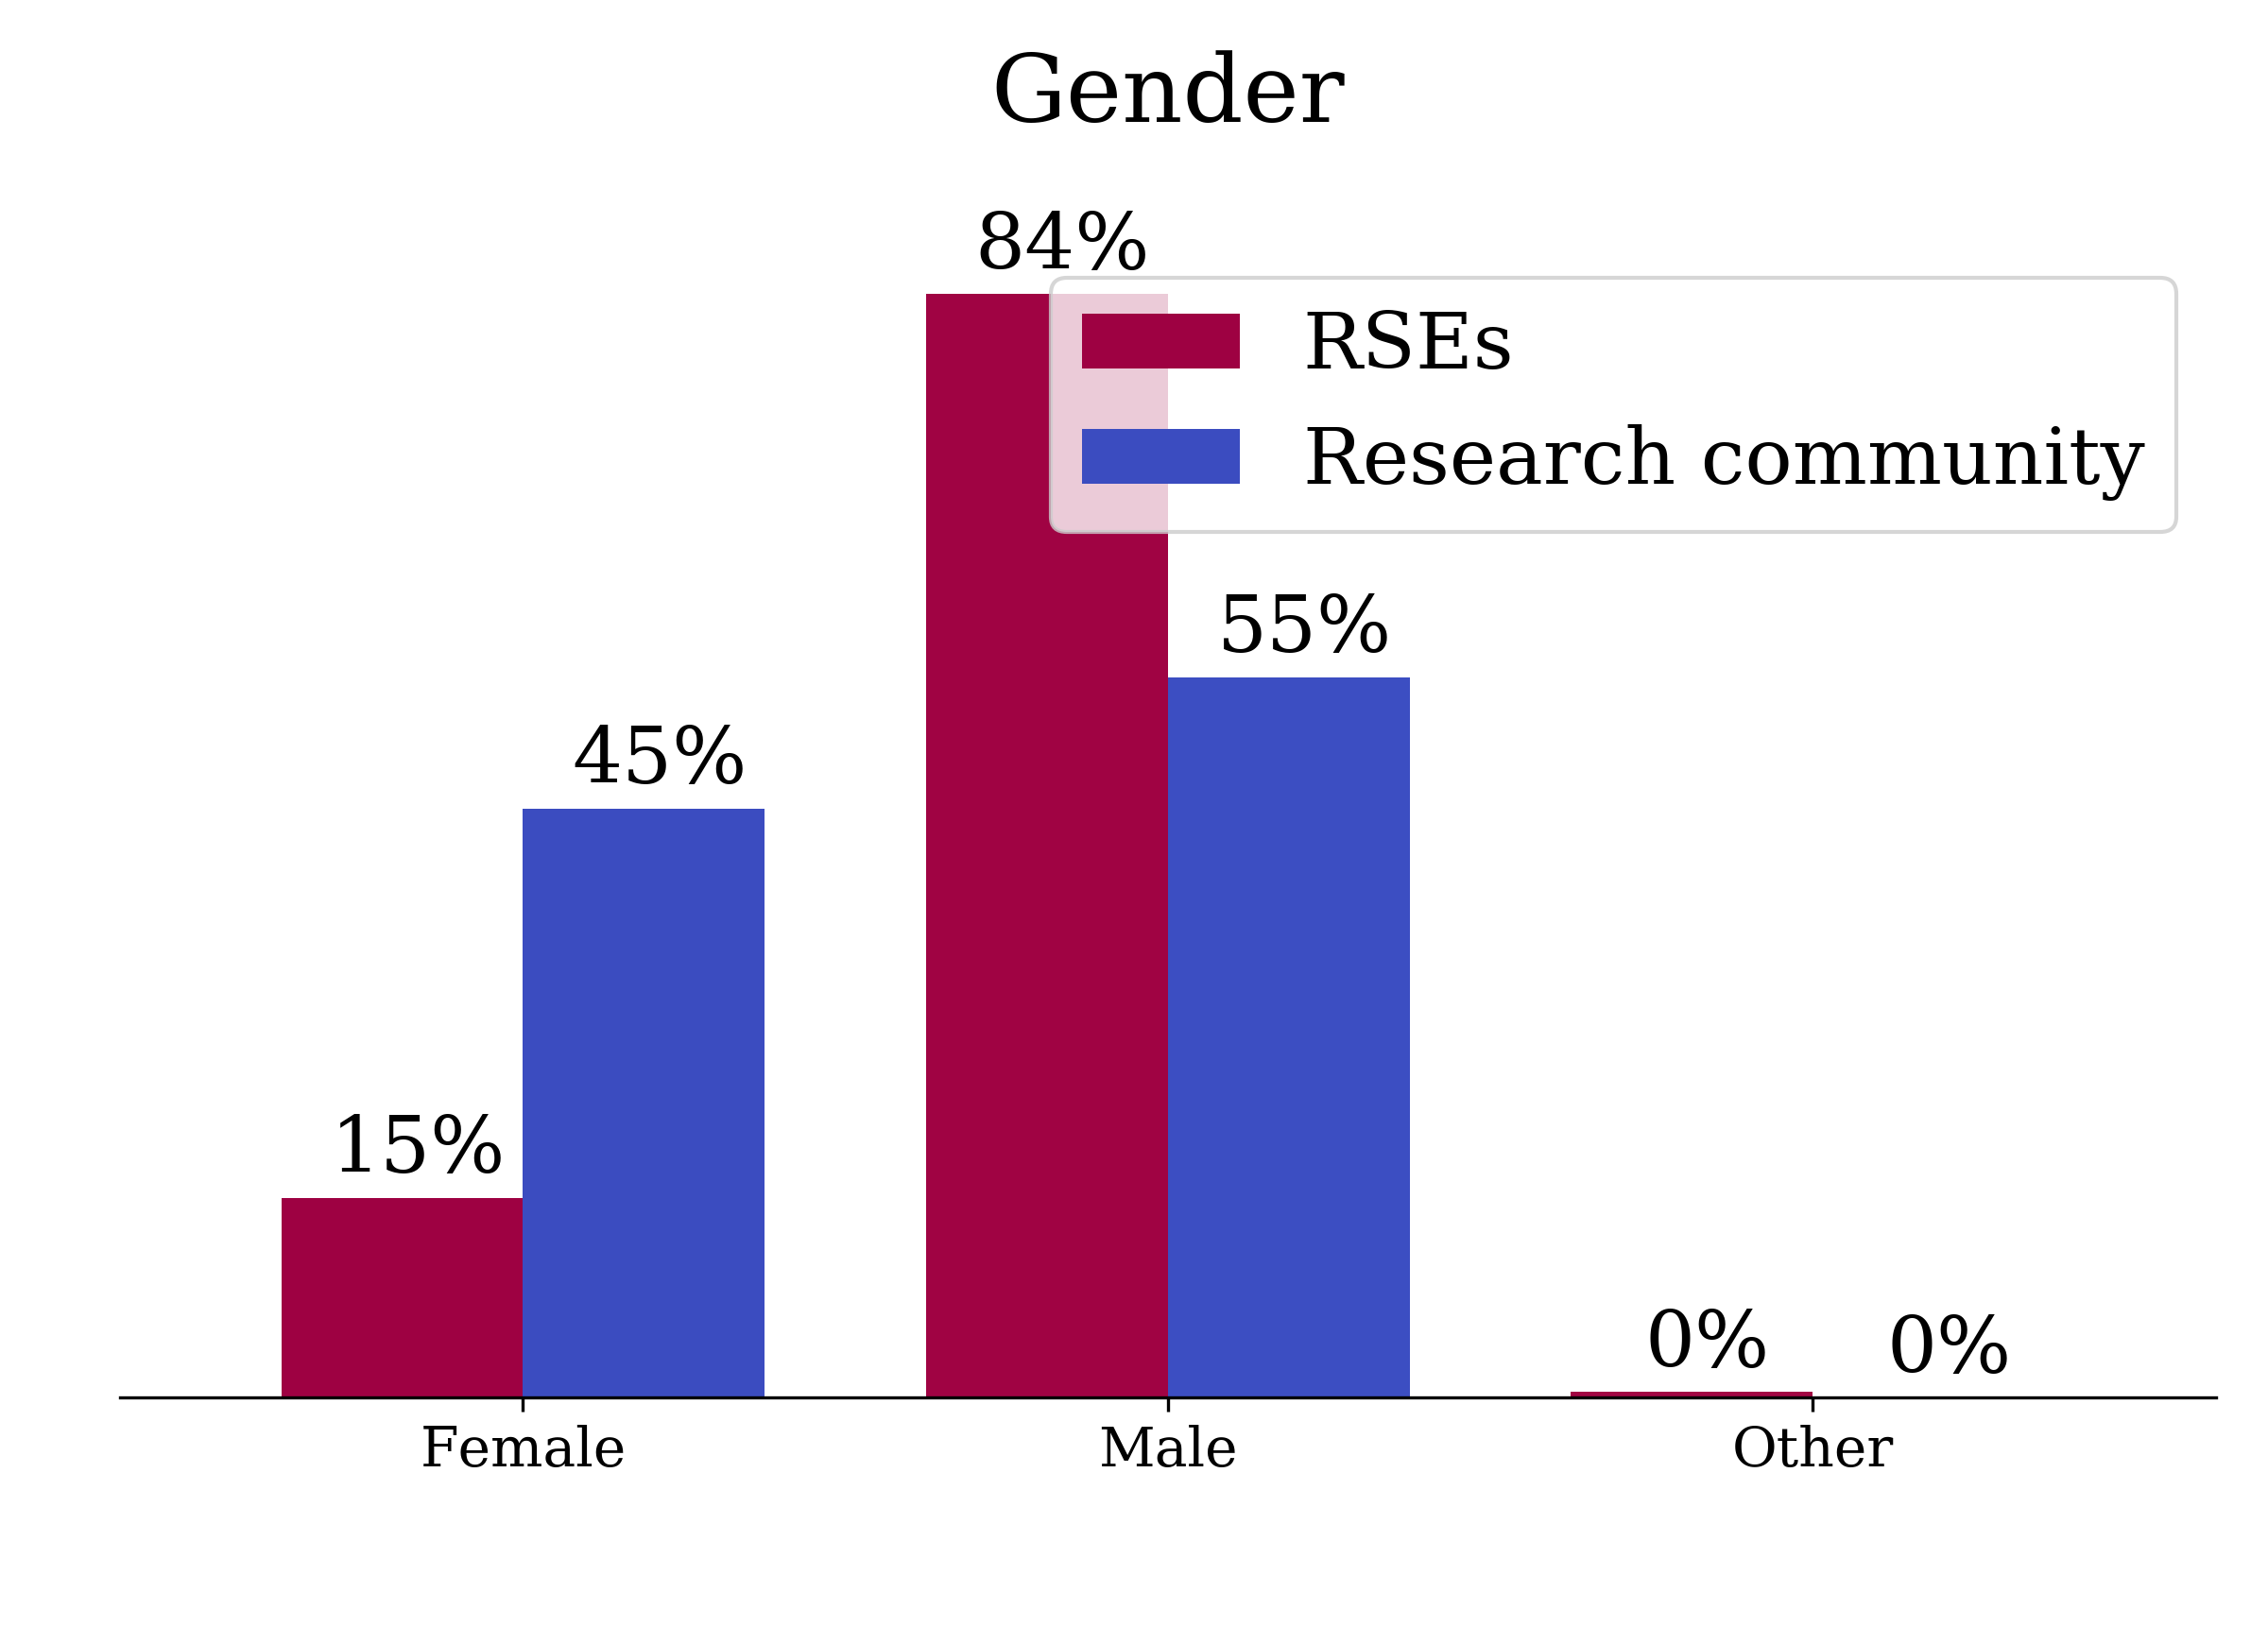 Gender
84%
RSEs
Research community
55%
45%
15%
0%
0%
Female
Male
Other